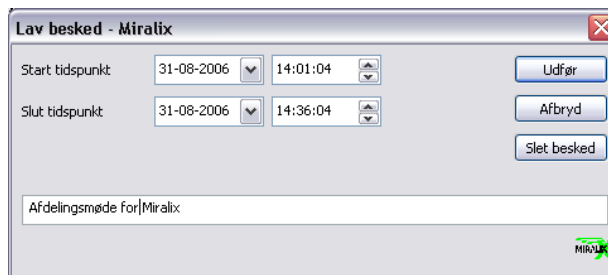 Lav besked - Miralix
Start tidspunkt 31-08-2006 14:01:04 Udfør
Slut tidspunkt 31-08-2006 14:36:04 Afbryd
Slet besked
Afdelingsmøde for Miralix
MIRALIX